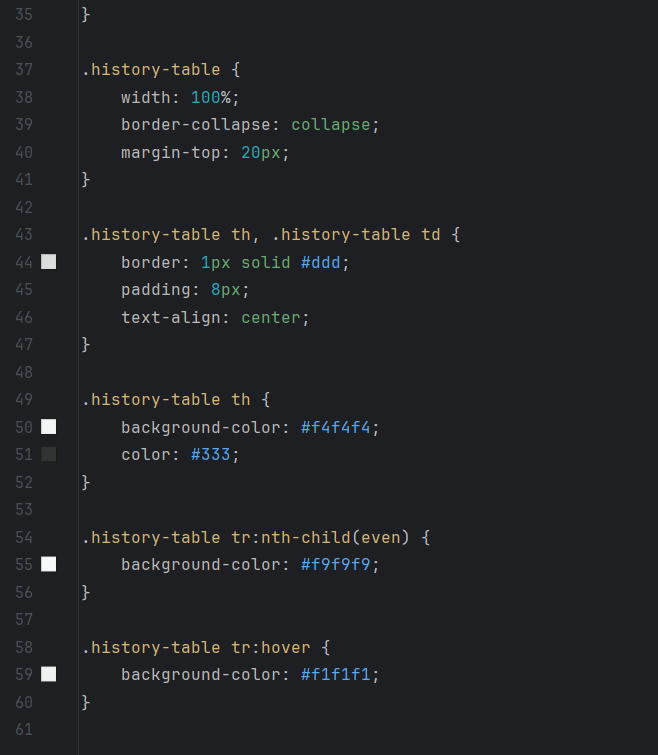 35 }
36
37 .history-table {
38     width: 100%;
39     border-collapse: collapse;
40     margin-top: 20px;
41 }
42
43 .history-table th, .history-table td {
44     border: 1px solid #ddd;
45     padding: 8px;
46     text-align: center;
47 }
48
49 .history-table th {
50     background-color: #f4f4f4;
51     color: #333;
52 }
53
54 .history-table tr:nth-child(even) {
55     background-color: #f9f9f9;
56 }
57
58 .history-table tr:hover {
59     background-color: #f1f1f1;
60 }
61